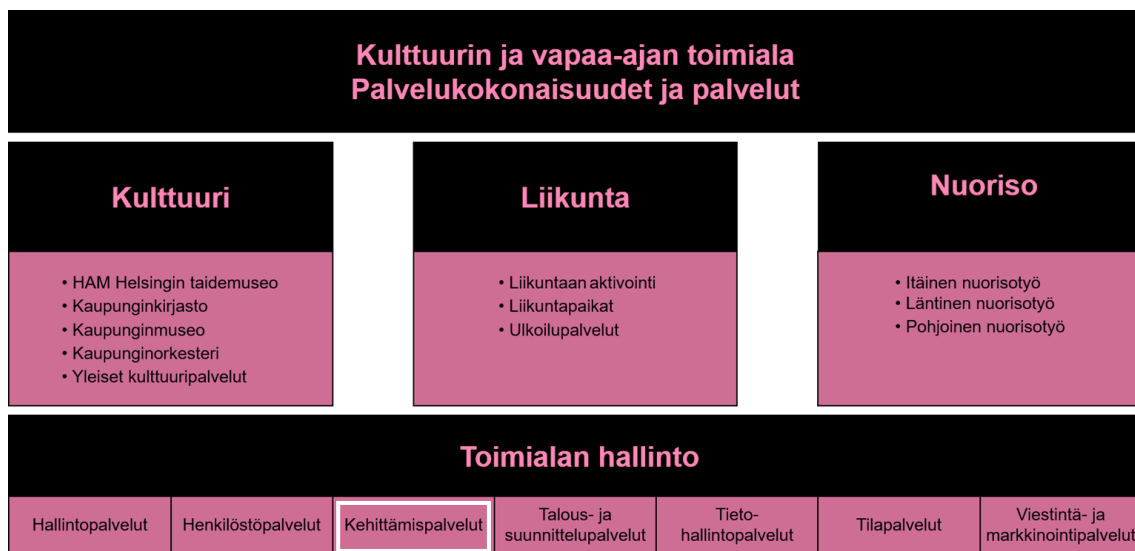 Kulttuurin ja vapaa-ajan toimiala
Palvelukokonaisuudet ja palvelut
Kulttuuri
• HAM Helsingin taidemuseo
• Kaupunginkirjasto
• Kaupunginmuseo
• Kaupunginorkesteri
• Yleiset kulttuuripalvelut
Liikunta
• Liikuntaan aktivointi
• Liikuntapaikat
• Ulkoilupalvelut
Nuoriso
• Itäinen nuorisotyö
• Läntinen nuorisotyö
• Pohjoinen nuorisotyö
Toimialan hallinto
Hallintopalvelut
Henkilöstöpalvelut
Kehittämispalvelut
Talous- ja
suunnittelupalvelut
Tieto-
hallintopalvelut
Tilapalvelut
Viestintä- ja
markkinointipalvelut